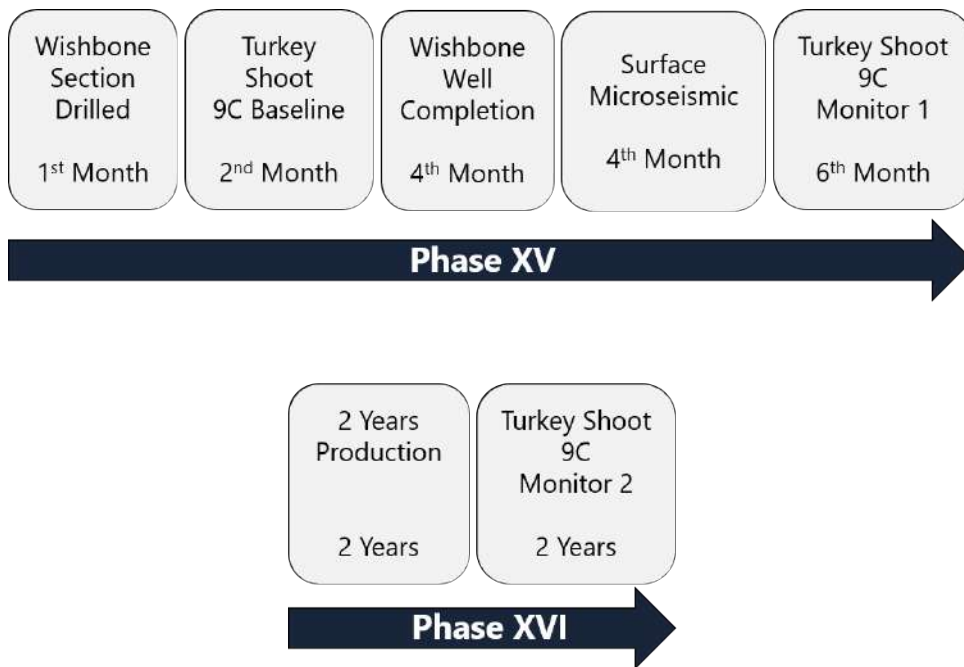 Wishbone
Section
Drilled
1st Month
Turkey
Shoot
9C Baseline
2nd Month
Wishbone
Well
Completion
4th Month
Surface
Microseismic
4th Month
Turkey Shoot
9C
Monitor 1
6th Month
Phase XV
2 Years
Production
2 Years
Turkey Shoot
9C
Monitor 2
2 Years
Phase XVI